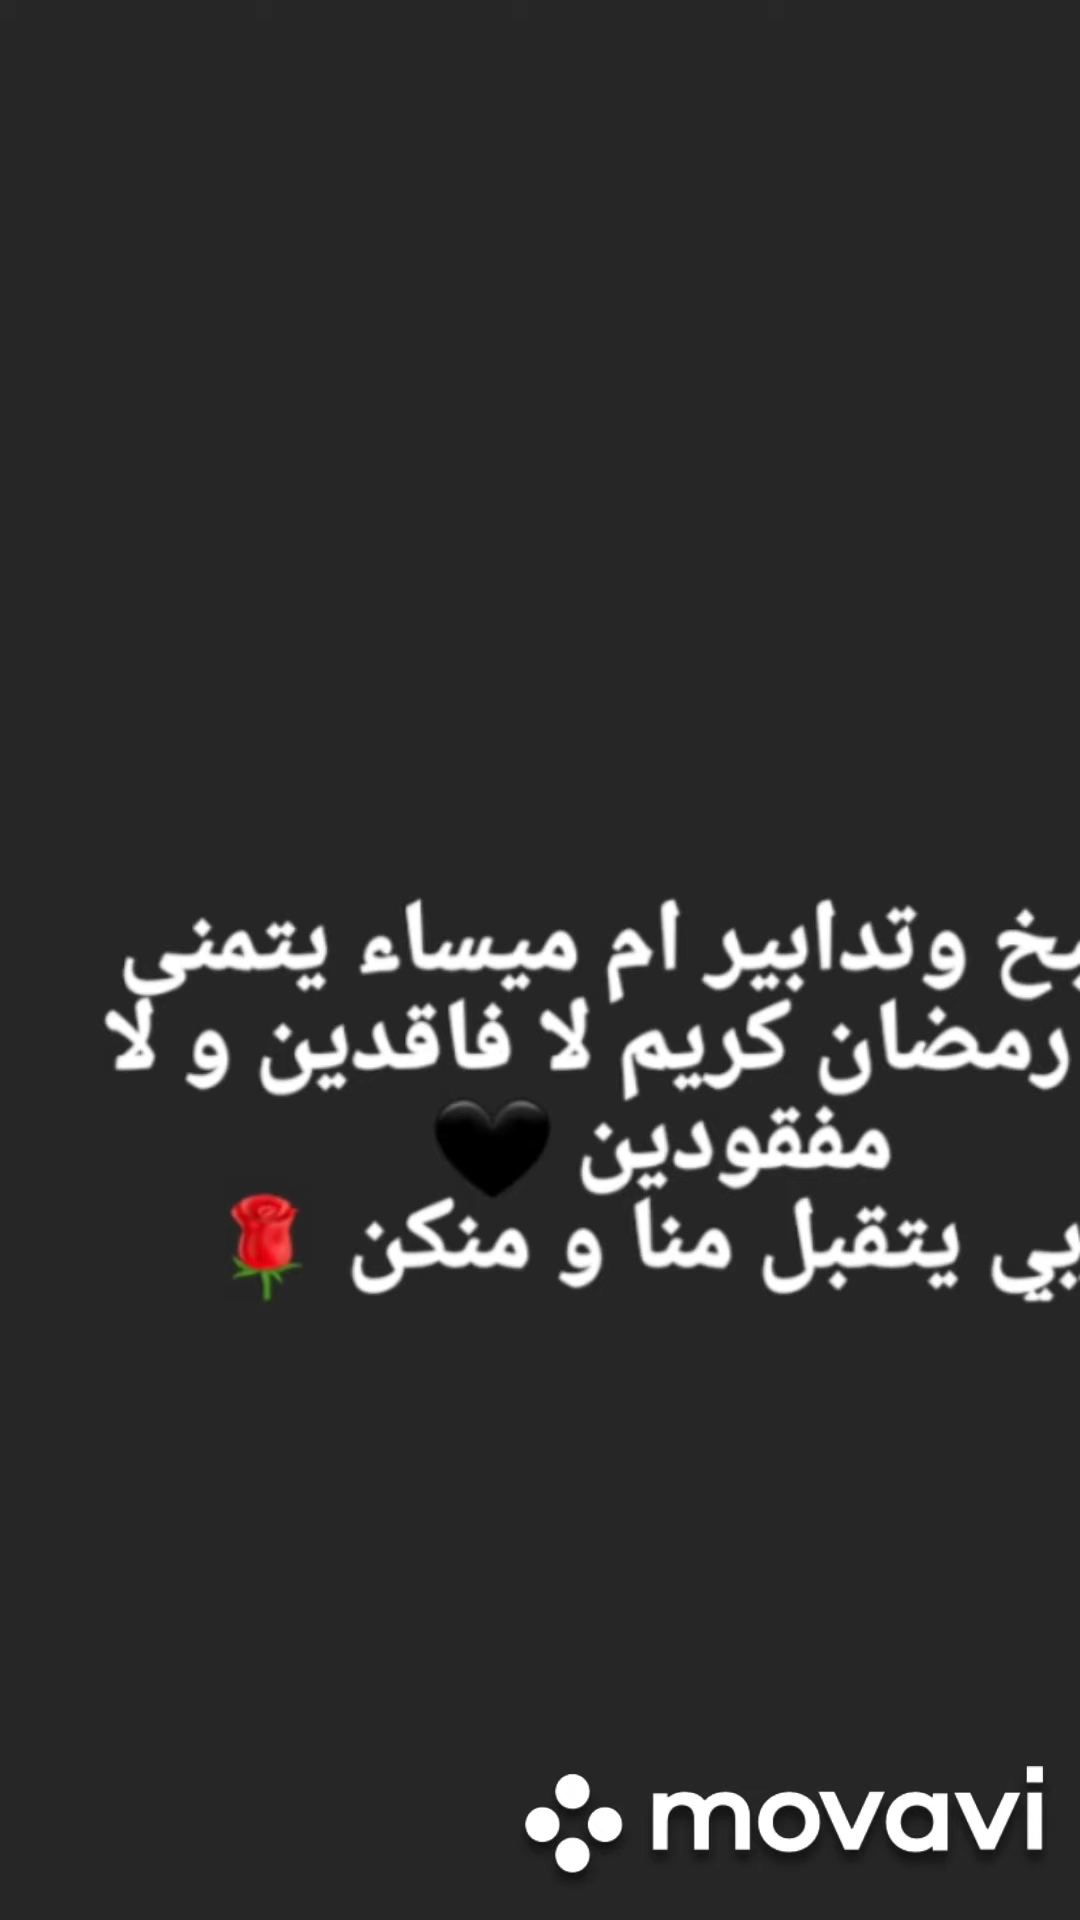 وتدابير ام ميساء يتمنى
رمضان كريم لا فاقدين و لا
مفقودين 🖤
يتقبل منا و منكن 🌹
movavi